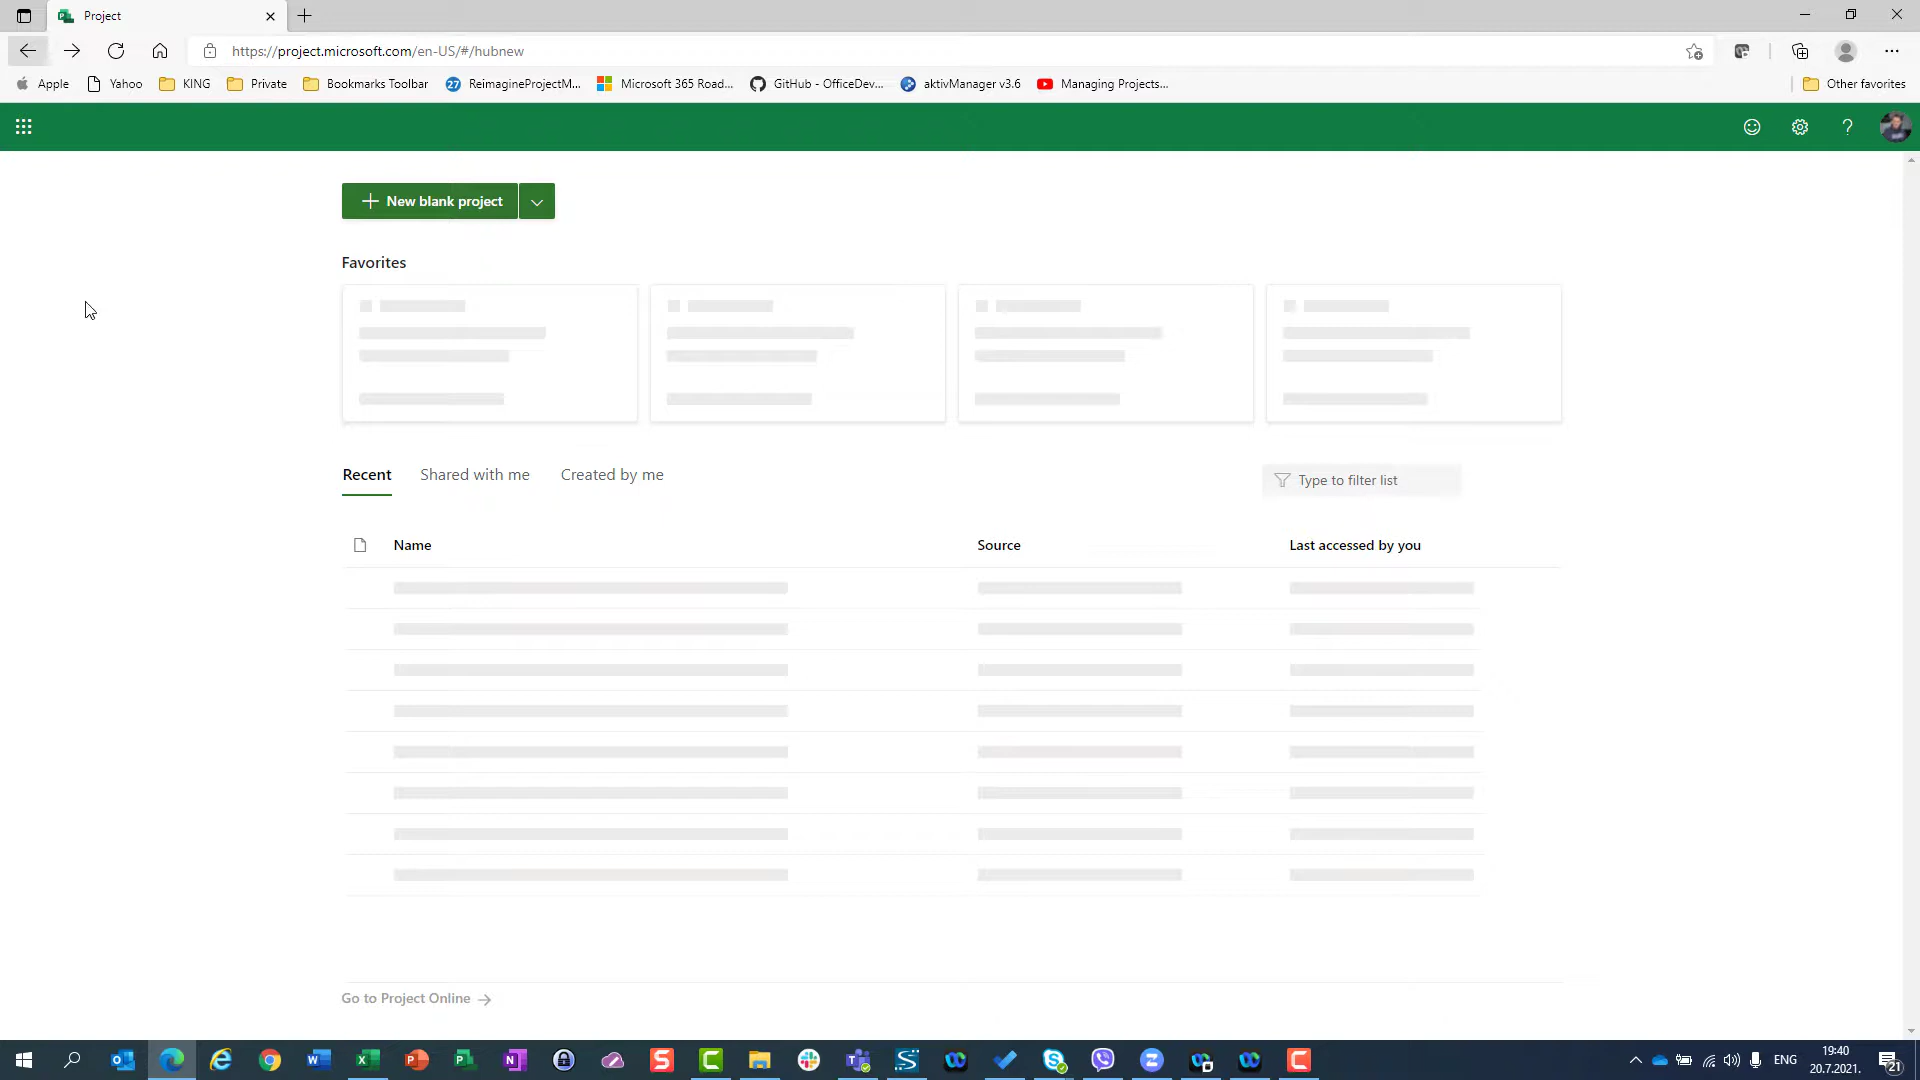 Project
https://project.microsoft.com/en-US/#/hubnew
Apple
Yahoo
KING
Private
Bookmarks Toolbar
27
ReimagineProjectM...
Microsoft 365 Road...
GitHub - OfficeDev...
aktivManager v3.6
Managing Projects...
Other favorites
New blank project
Favorites
Recent
Shared with me
Created by me
Type to filter list
Name
Source
Last accessed by you
Go to Project Online
ENG
19:40
20.7.2021.
21